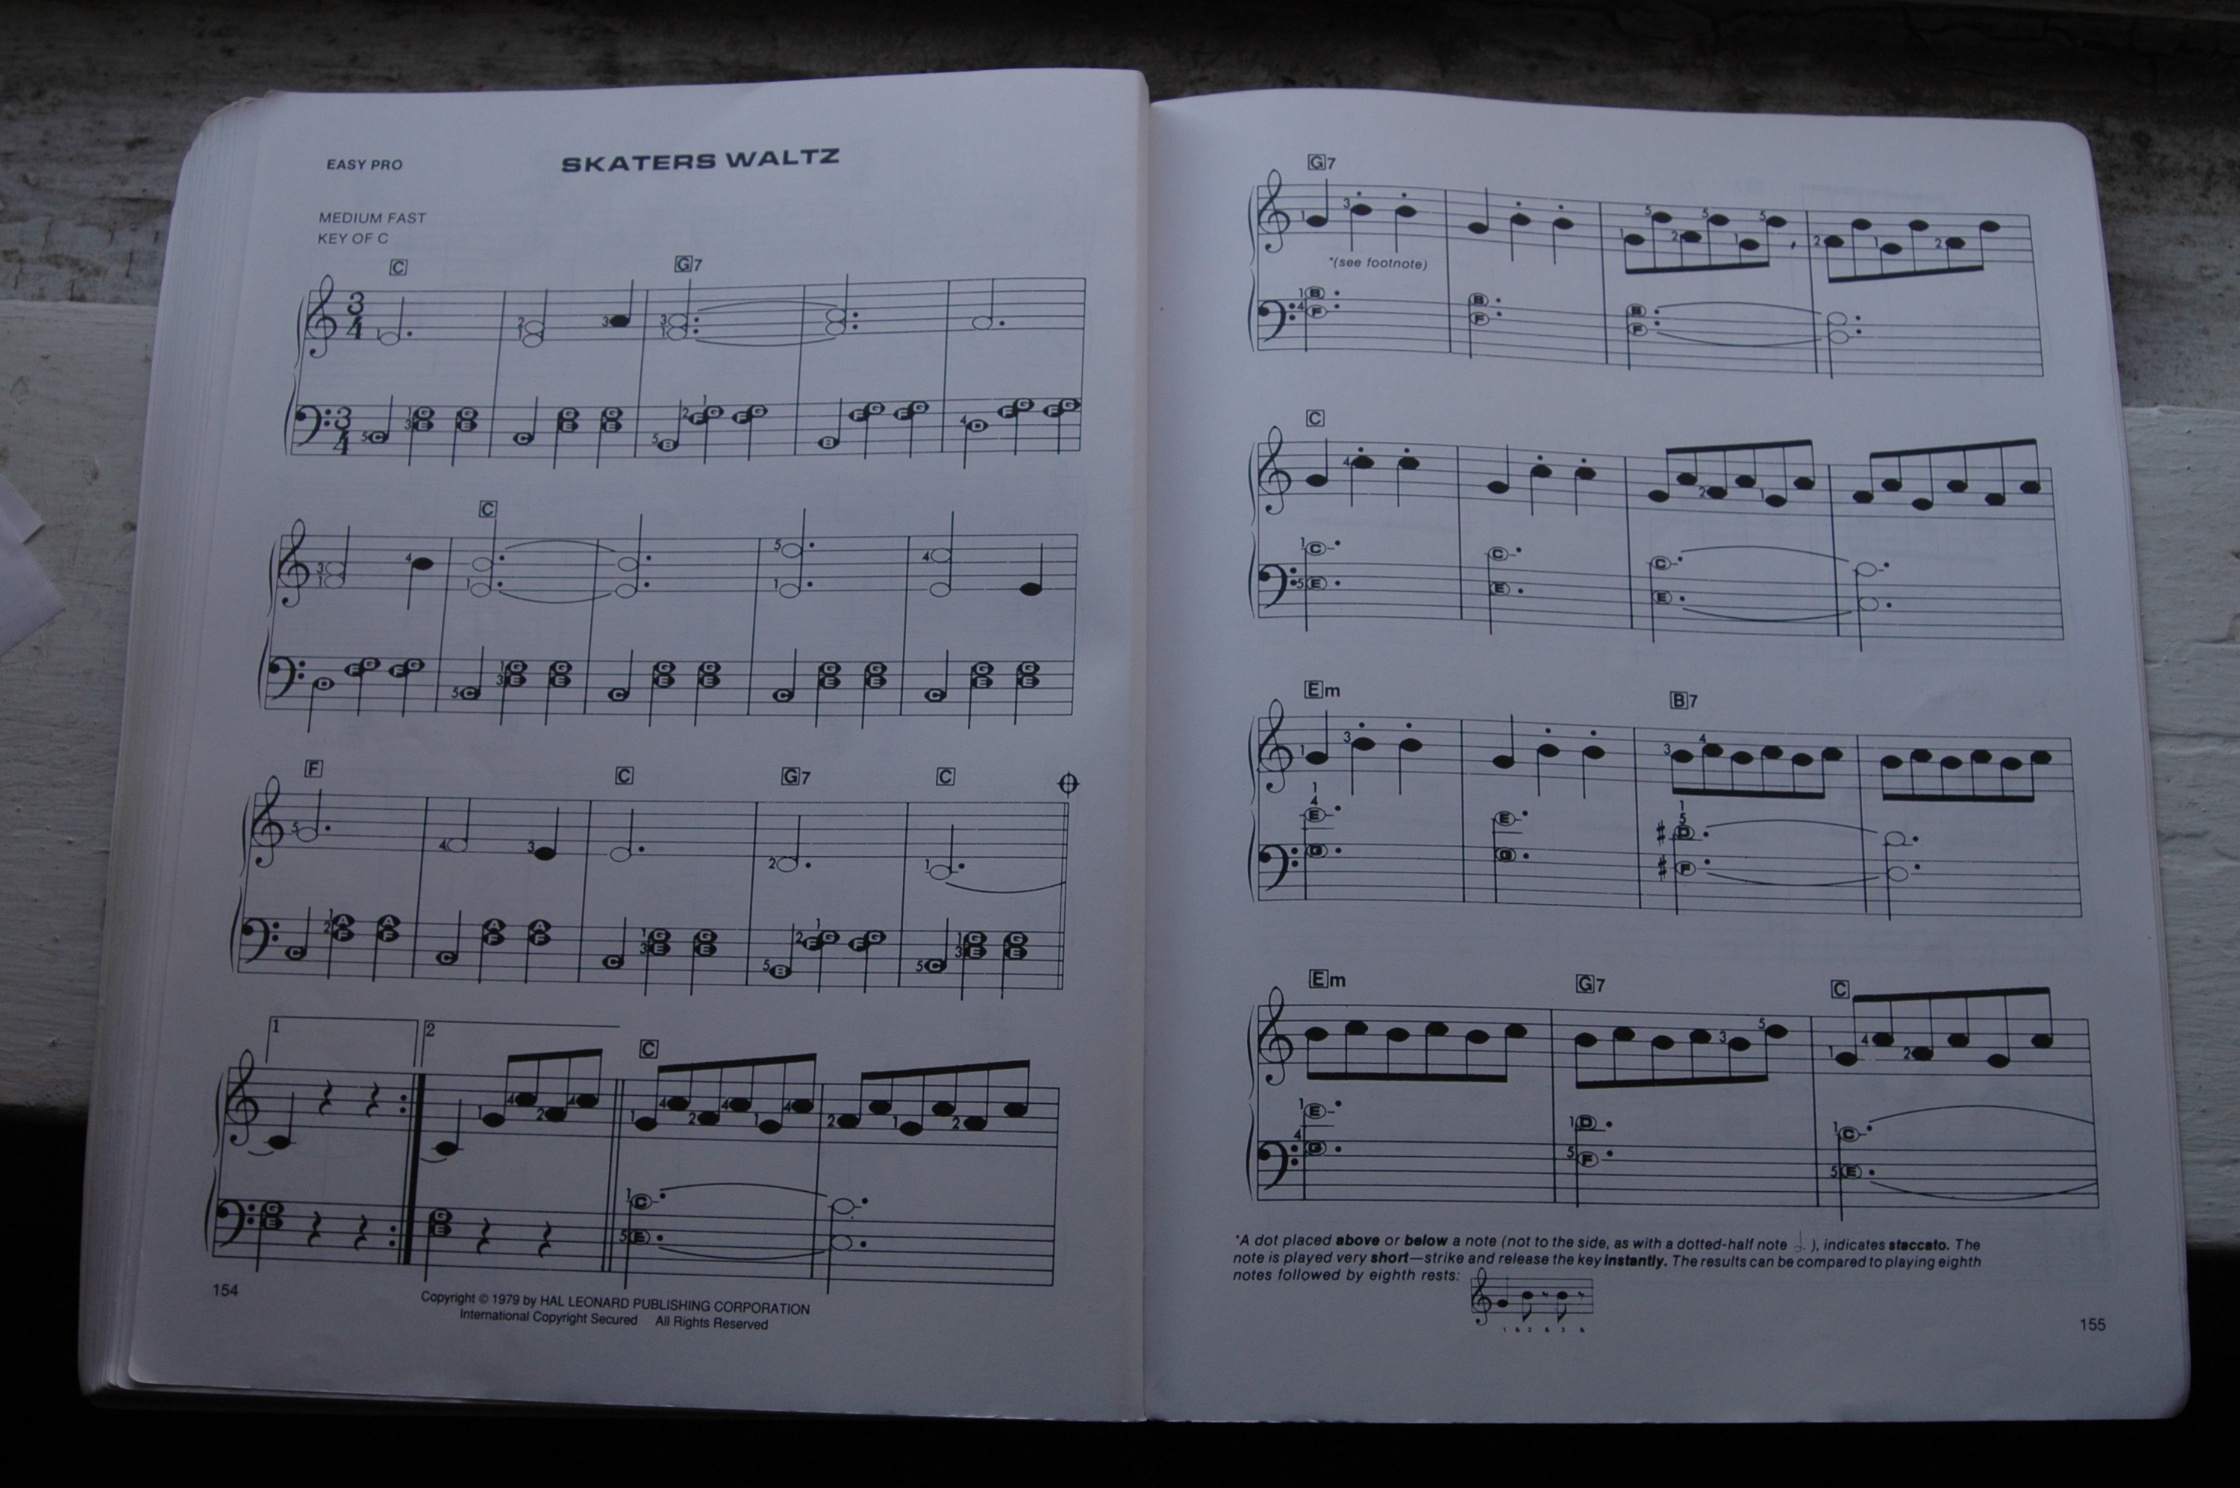 EASY PRO
SKATERS WALTZ
MEDIUM FAST
KEY OF C
C G7
C
F C G7 C
1 2 C
154
Copyright © 1979 by HAL LEONARD PUBLISHING CORPORATION
International Copyright Secured All Rights Reserved
G7
*(see footnote)
C
Em B7
Em G7 C
*A dot placed above or below a note (not to the side, as with a dotted-half note ), indicates staccato. The
note is played very short—strike and release the key instantly. The results can be compared to playing eighth
notes followed by eighth rests:
155